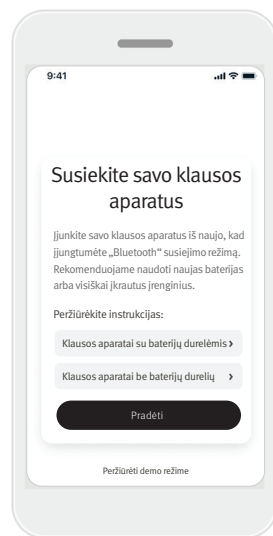 9:41
Susiekite savo klausos
aparatus
Įjunkite savo klausos aparatus iš naujo, kad
įjungtumėte „Bluetooth“ susiejimo režimą.
Rekomenduojame naudoti naujas baterijas
arba visiškai įkrautus įrenginius.
Peržiūrėkite instrukcijas:
Klausos aparatai su baterijų durelėmis
Klausos aparatai be baterijų durelių
Pradėti
Peržiūrėti demo režime